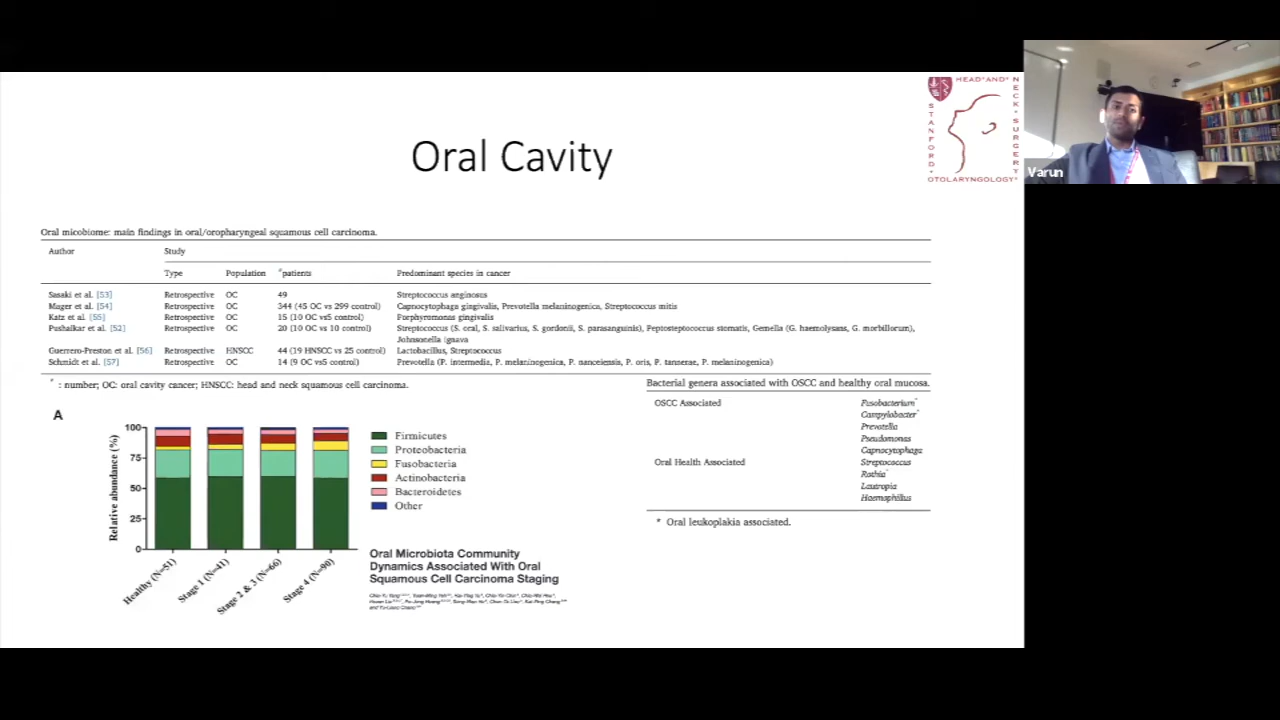 HEAD AND NECK SURGERY
STANFORD
OTOLARYNGOLOGY
Varun
Oral Cavity
Oral micobiome: main findings in oral/oropharyngeal squamous cell carcinoma.
Author Study
Type Population #patients Predominant species in cancer
Sasaki et al. [53] Retrospective OC 49 Streptococcus anginosus
Mager et al. [54] Retrospective OC 344 (45 OC vs 299 control) Capnocytophaga gingivalis, Prevotella melaninogenica, Streptococcus mitis
Katz et al. [55] Retrospective OC 15 (10 OC vs5 control) Porphyromonas gingivalis
Pushalkar et al. [52] Retrospective OC 20 (10 OC vs 10 control) Streptococcus (S. oral, S. salivarius, S. gordonii, S. parasanguinis), Peptosteptococcus stomatis, Gemella (G. haemolysans, G. morbillorum),
Johnsonella ignava
Guerrero-Preston et al. [56] Retrospective HNSCC 44 (19 HNSCC vs 25 control) Lactobacillus, Streptococcus
Schmidt et al. [57] Retrospective OC 14 (9 OC vs5 control) Prevotella (P. intermedia, P. melaninogenica, P. nanceiensis, P. oris, P. tannerae, P. melaninogenica)
# : number; OC: oral cavity cancer; HNSCC: head and neck squamous cell carcinoma.
Bacterial genera associated with OSCC and healthy oral mucosa.
OSCC Associated Fusobacterium*
Campylobacter*
Prevotella
Pseudomonas
Capnocytophaga
Oral Health Associated Streptococcus
Rothia*
Lautropia
Haemophillus
* Oral leukoplakia associated.
A
Relative abundance (%)
100
75
50
25
0
Healthy (N=51)
Stage 1 (N=41)
Stage 2 & 3 (N=66)
Stage 4 (N=90)
Firmicutes
Proteobacteria
Fusobacteria
Actinobacteria
Bacteroidetes
Other
Oral Microbiota Community
Dynamics Associated With Oral
Squamous Cell Carcinoma Staging